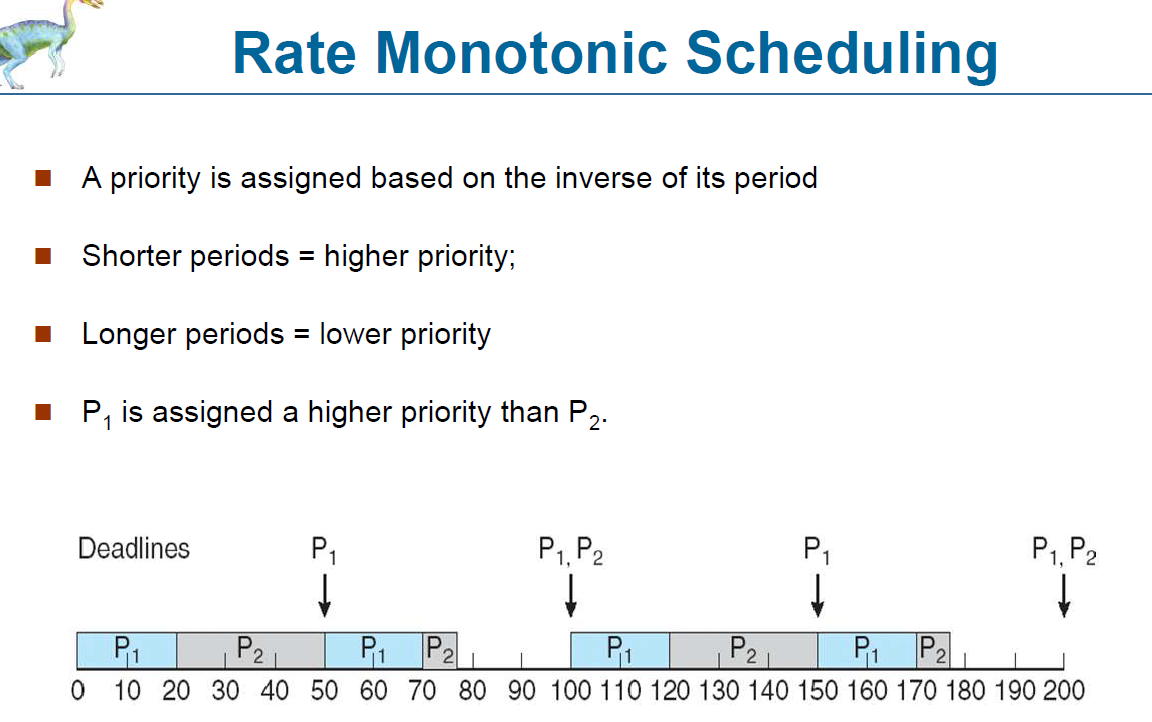 Rate Monotonic Scheduling
A priority is assigned based on the inverse of its period
Shorter periods = higher priority;
Longer periods = lower priority
P₁ is assigned a higher priority than P₂.
Deadlines P₁ P₁, P₂ P₁ P₁, P₂
P₁ P₂ P₁ P₂ P₁ P₂ P₁ P₂
0 10 20 30 40 50 60 70 80 90 100 110 120 130 140 150 160 170 180 190 200